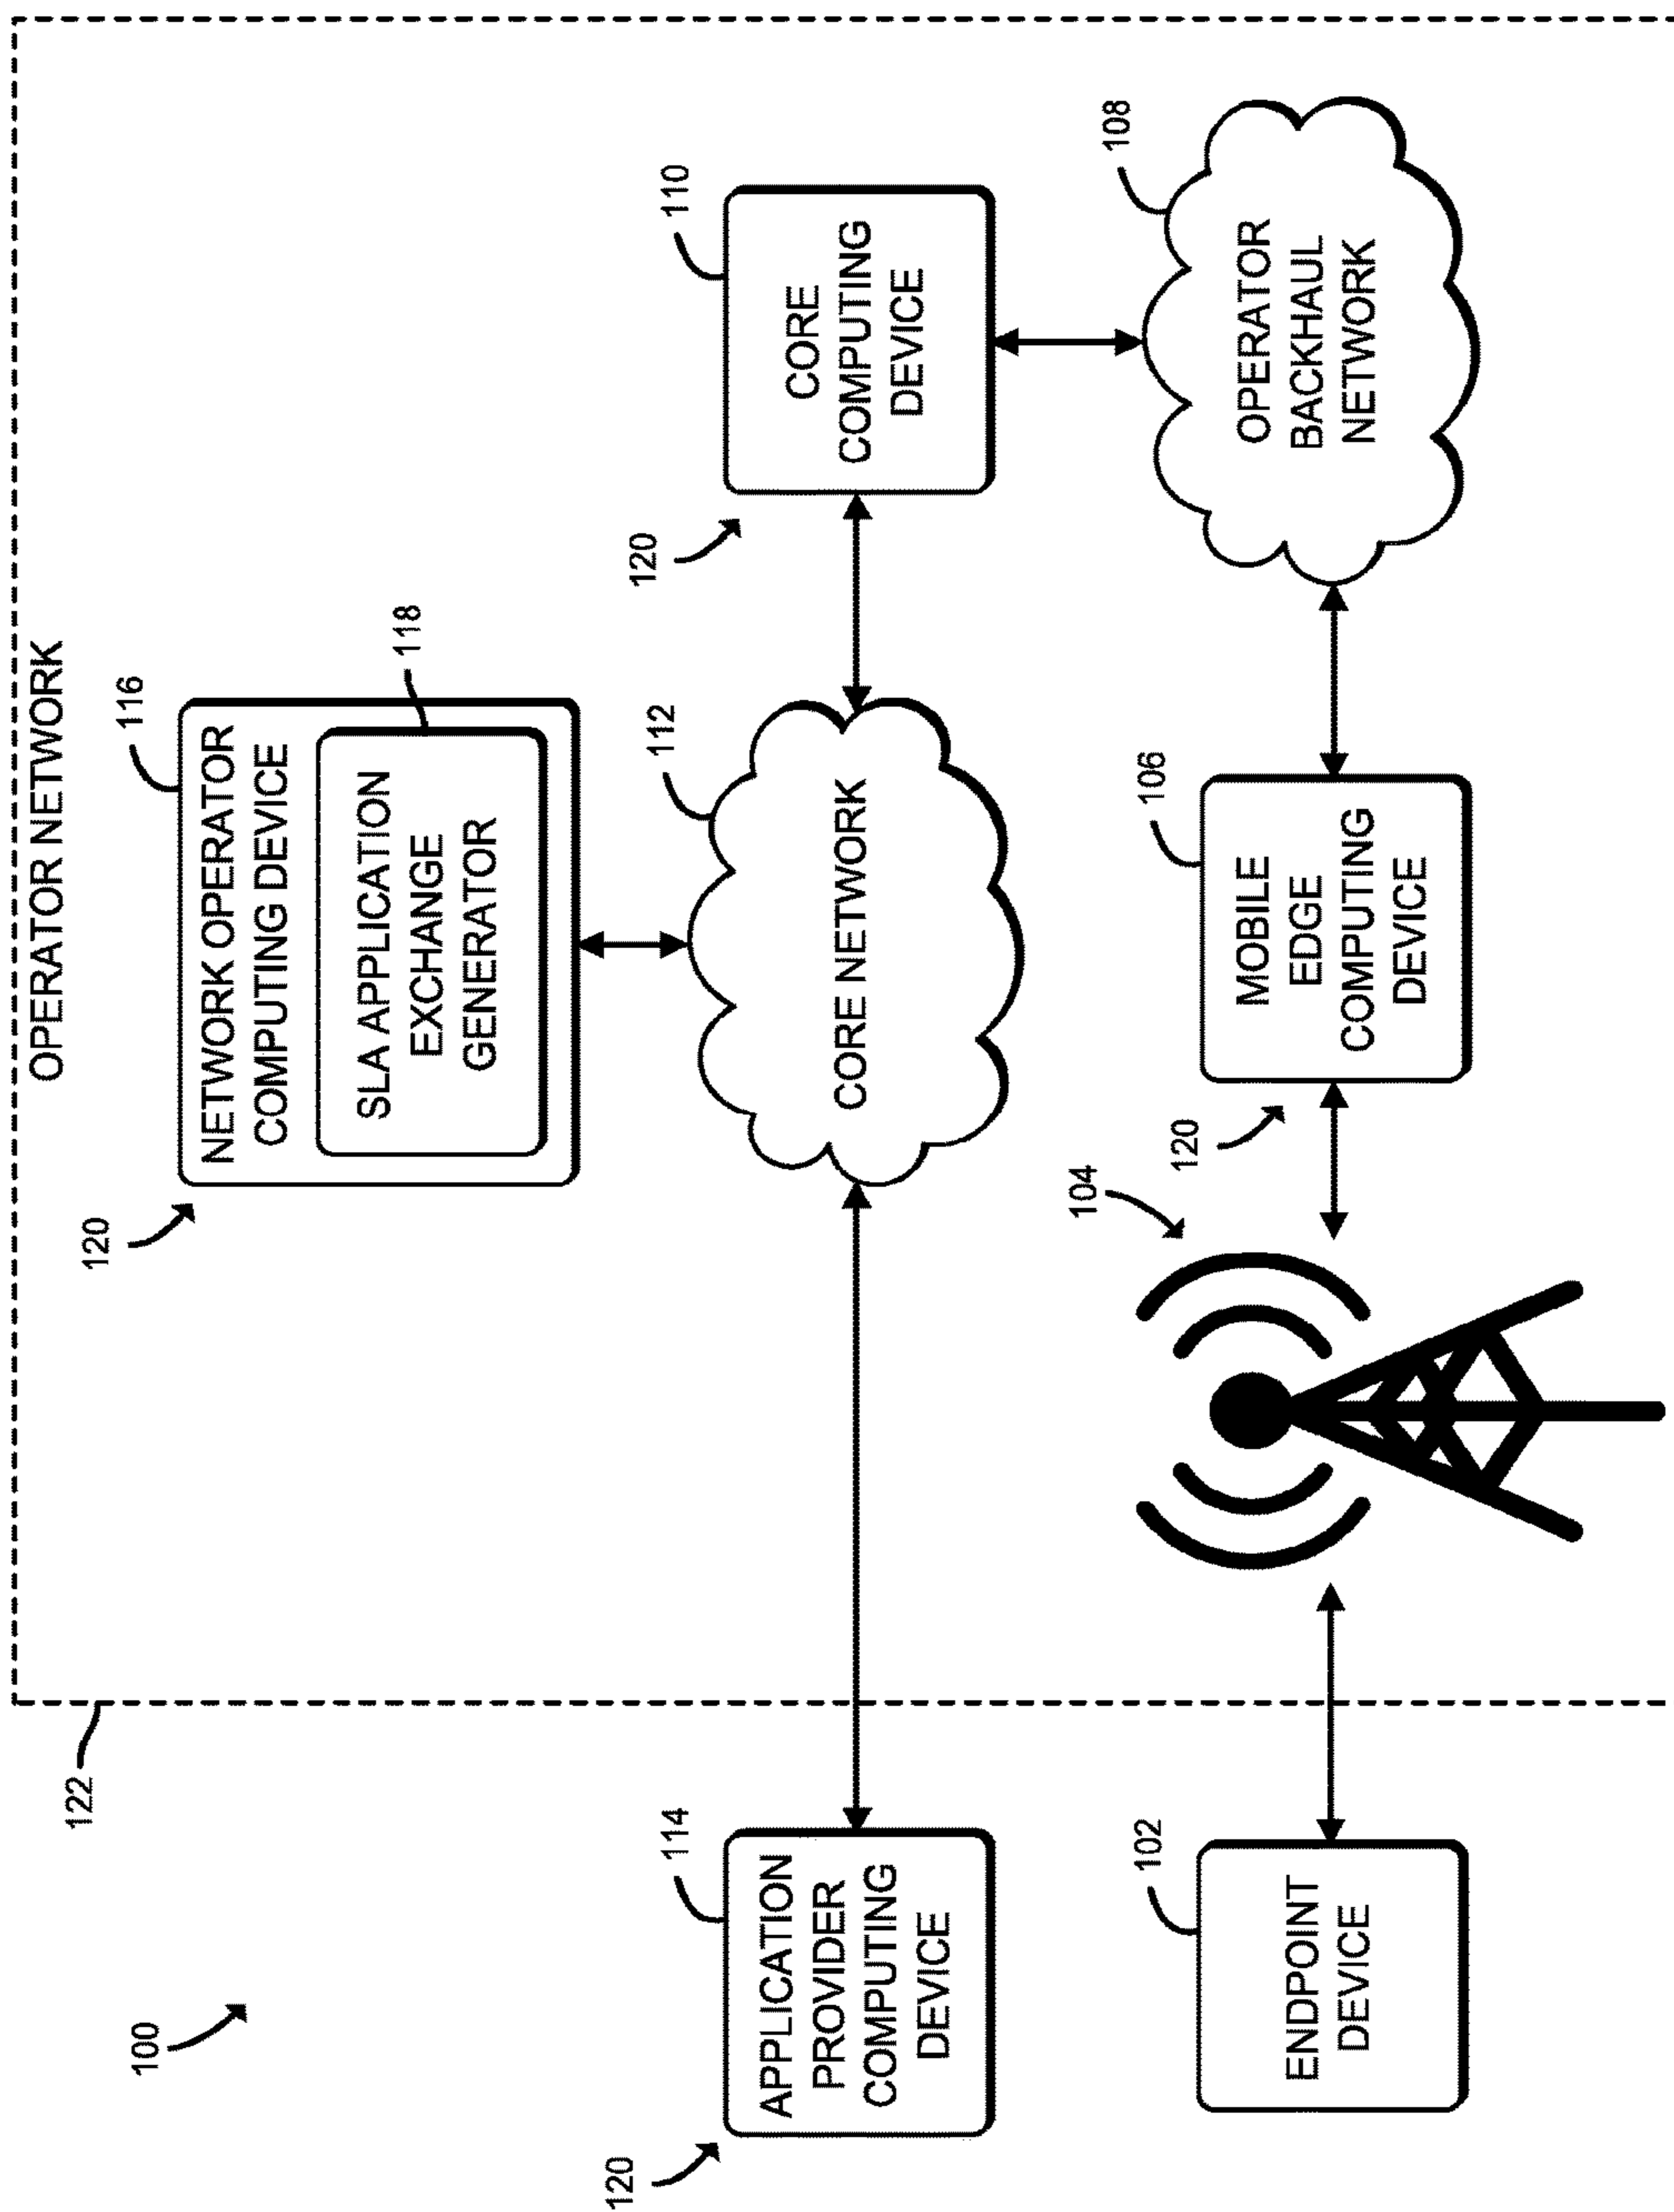 100
122
OPERATOR NETWORK
120
116
NETWORK OPERATOR
COMPUTING DEVICE
118
SLA APPLICATION
EXCHANGE
GENERATOR
120
114
APPLICATION
PROVIDER
COMPUTING
DEVICE
112
CORE NETWORK
120
110
CORE
COMPUTING
DEVICE
102
ENDPOINT
DEVICE
104
120
106
MOBILE
EDGE
COMPUTING
DEVICE
108
OPERATOR
BACKHAUL
NETWORK